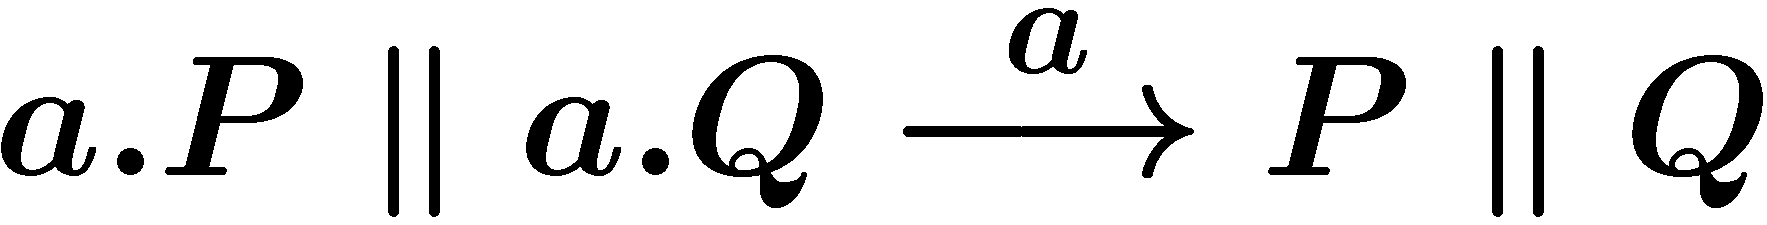 a.P ∥ a.Q \xrightarrow{a} P ∥ Q